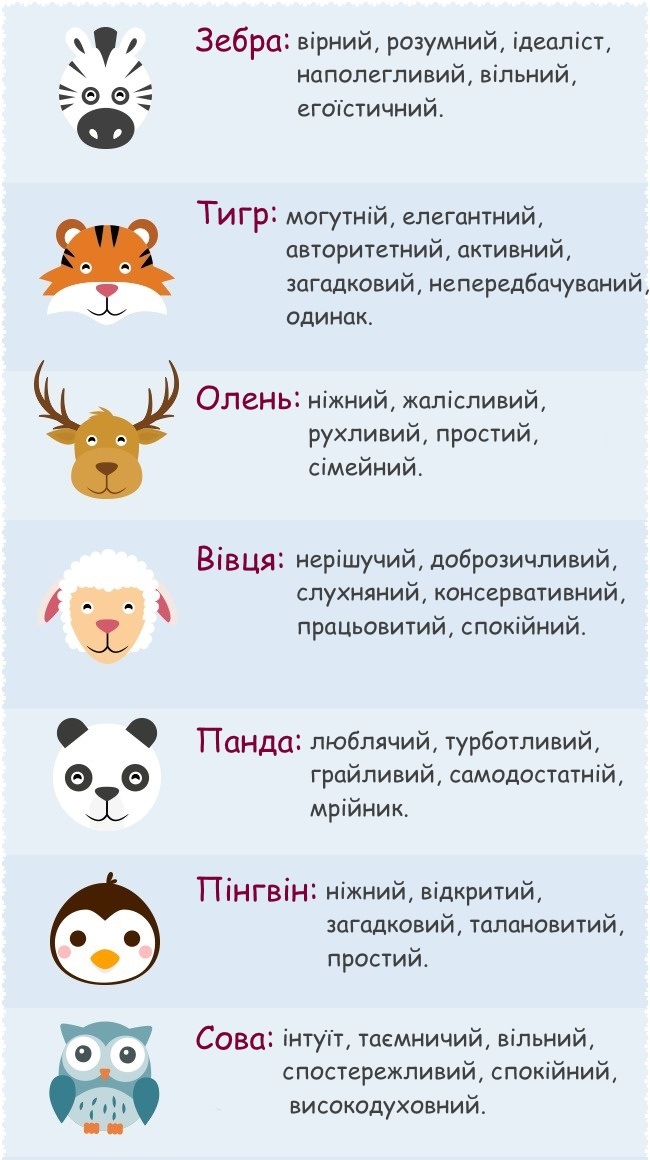 Зебра: вірний, розумний, ідеаліст,
наполегливий, вільний,
егоїстичний.
Тигр: могутній, елегантний,
авторитетний, активний,
загадковий, непередбачуваний,
одинак.
Олень: ніжний, жалісливий,
рухливий, простий,
сімейний.
Вівця: нерішучий, доброзичливий,
слухняний, консервативний,
працьовитий, спокійний.
Панда: люблячий, турботливий,
грайливий, самодостатній,
мрійник.
Пінгвін: ніжний, відкритий,
загадковий, талановитий,
простий.
Сова: інтуїт, таємничий, вільний,
спостережливий, спокійний,
високодуховний.